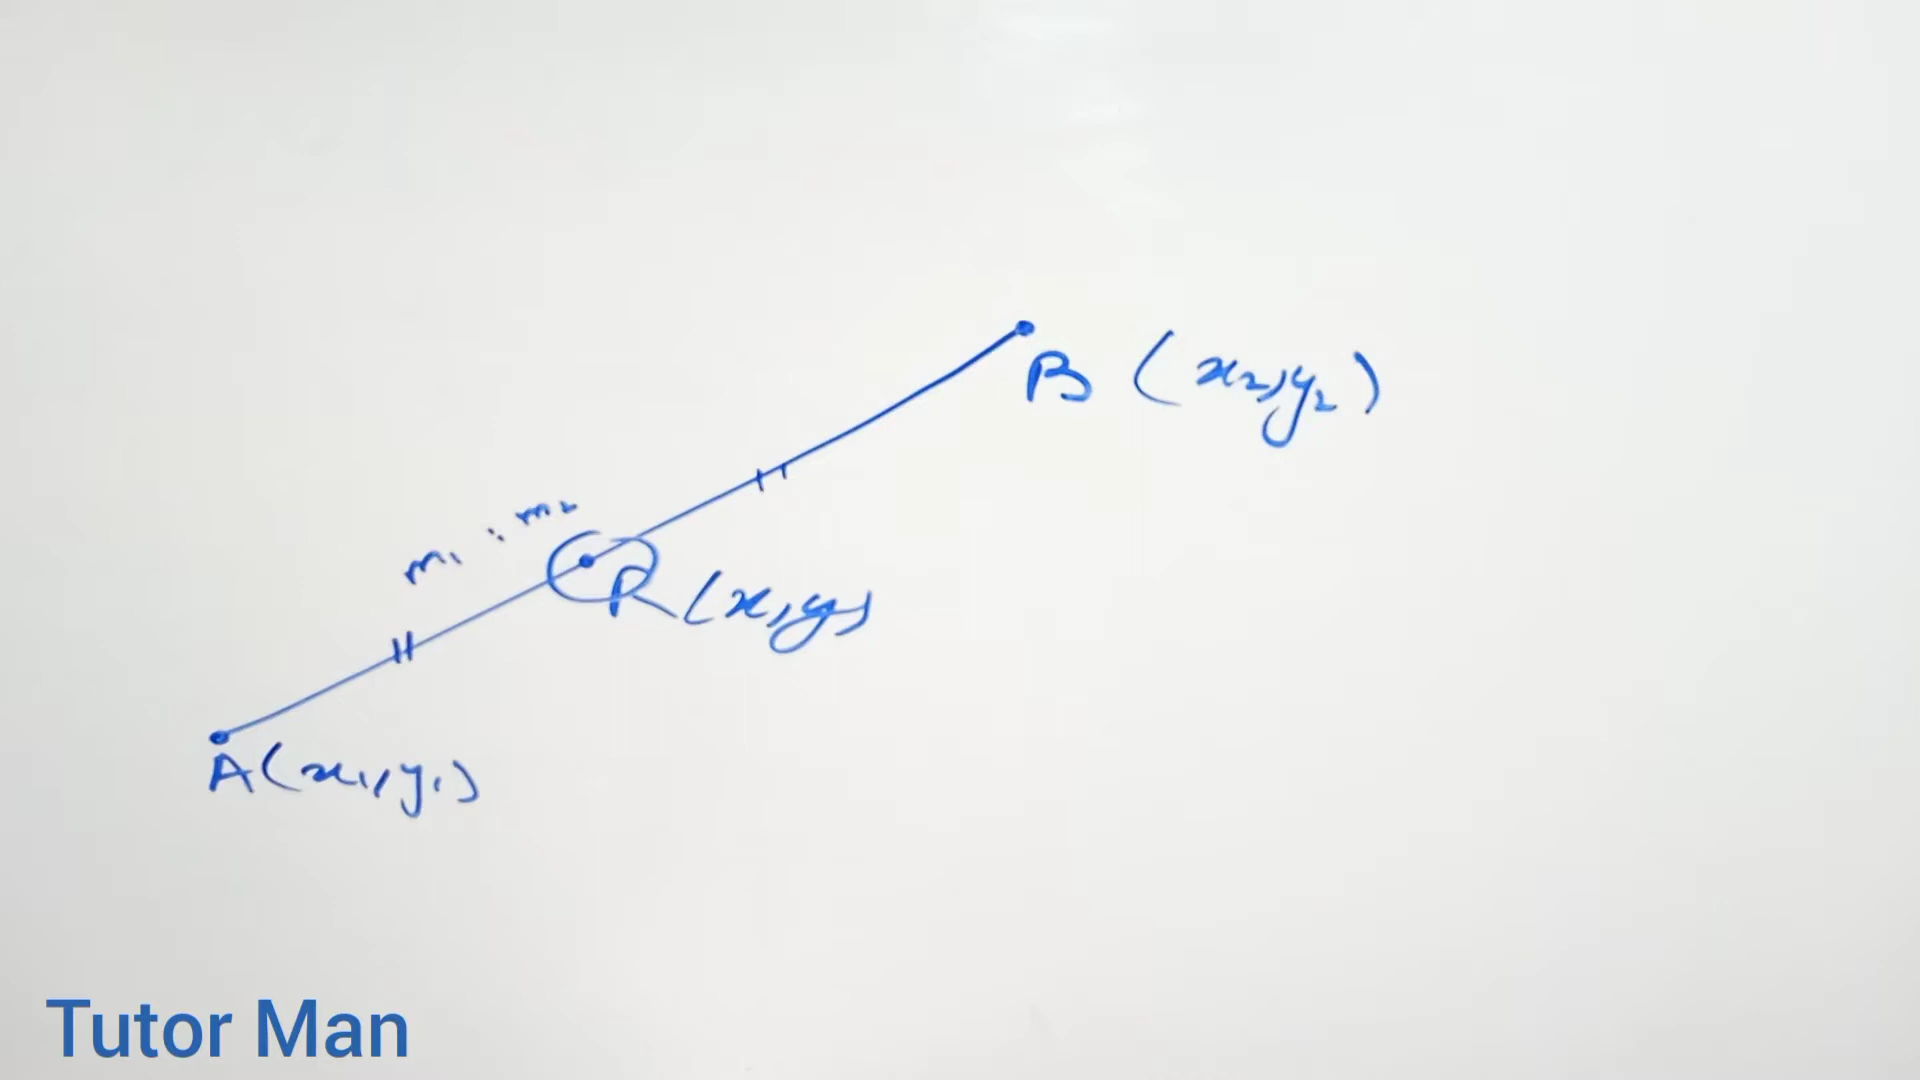 B (x₂, y₂)
m₁ : m₂
R (x, y)
A (x₁, y₁)
Tutor Man